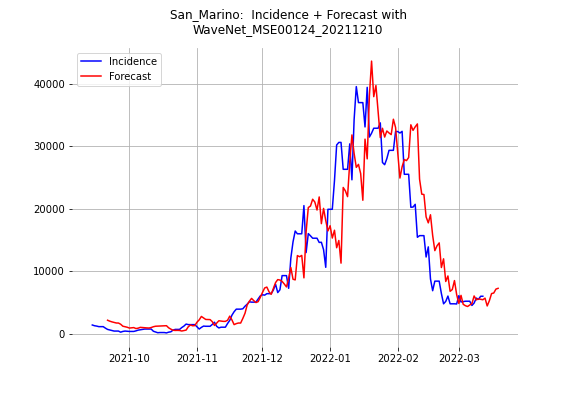 San_Marino:  Incidence + Forecast with
WaveNet_MSE00124_20211210
Incidence
Forecast
40000
30000
20000
10000
0
2021-10
2021-11
2021-12
2022-01
2022-02
2022-03